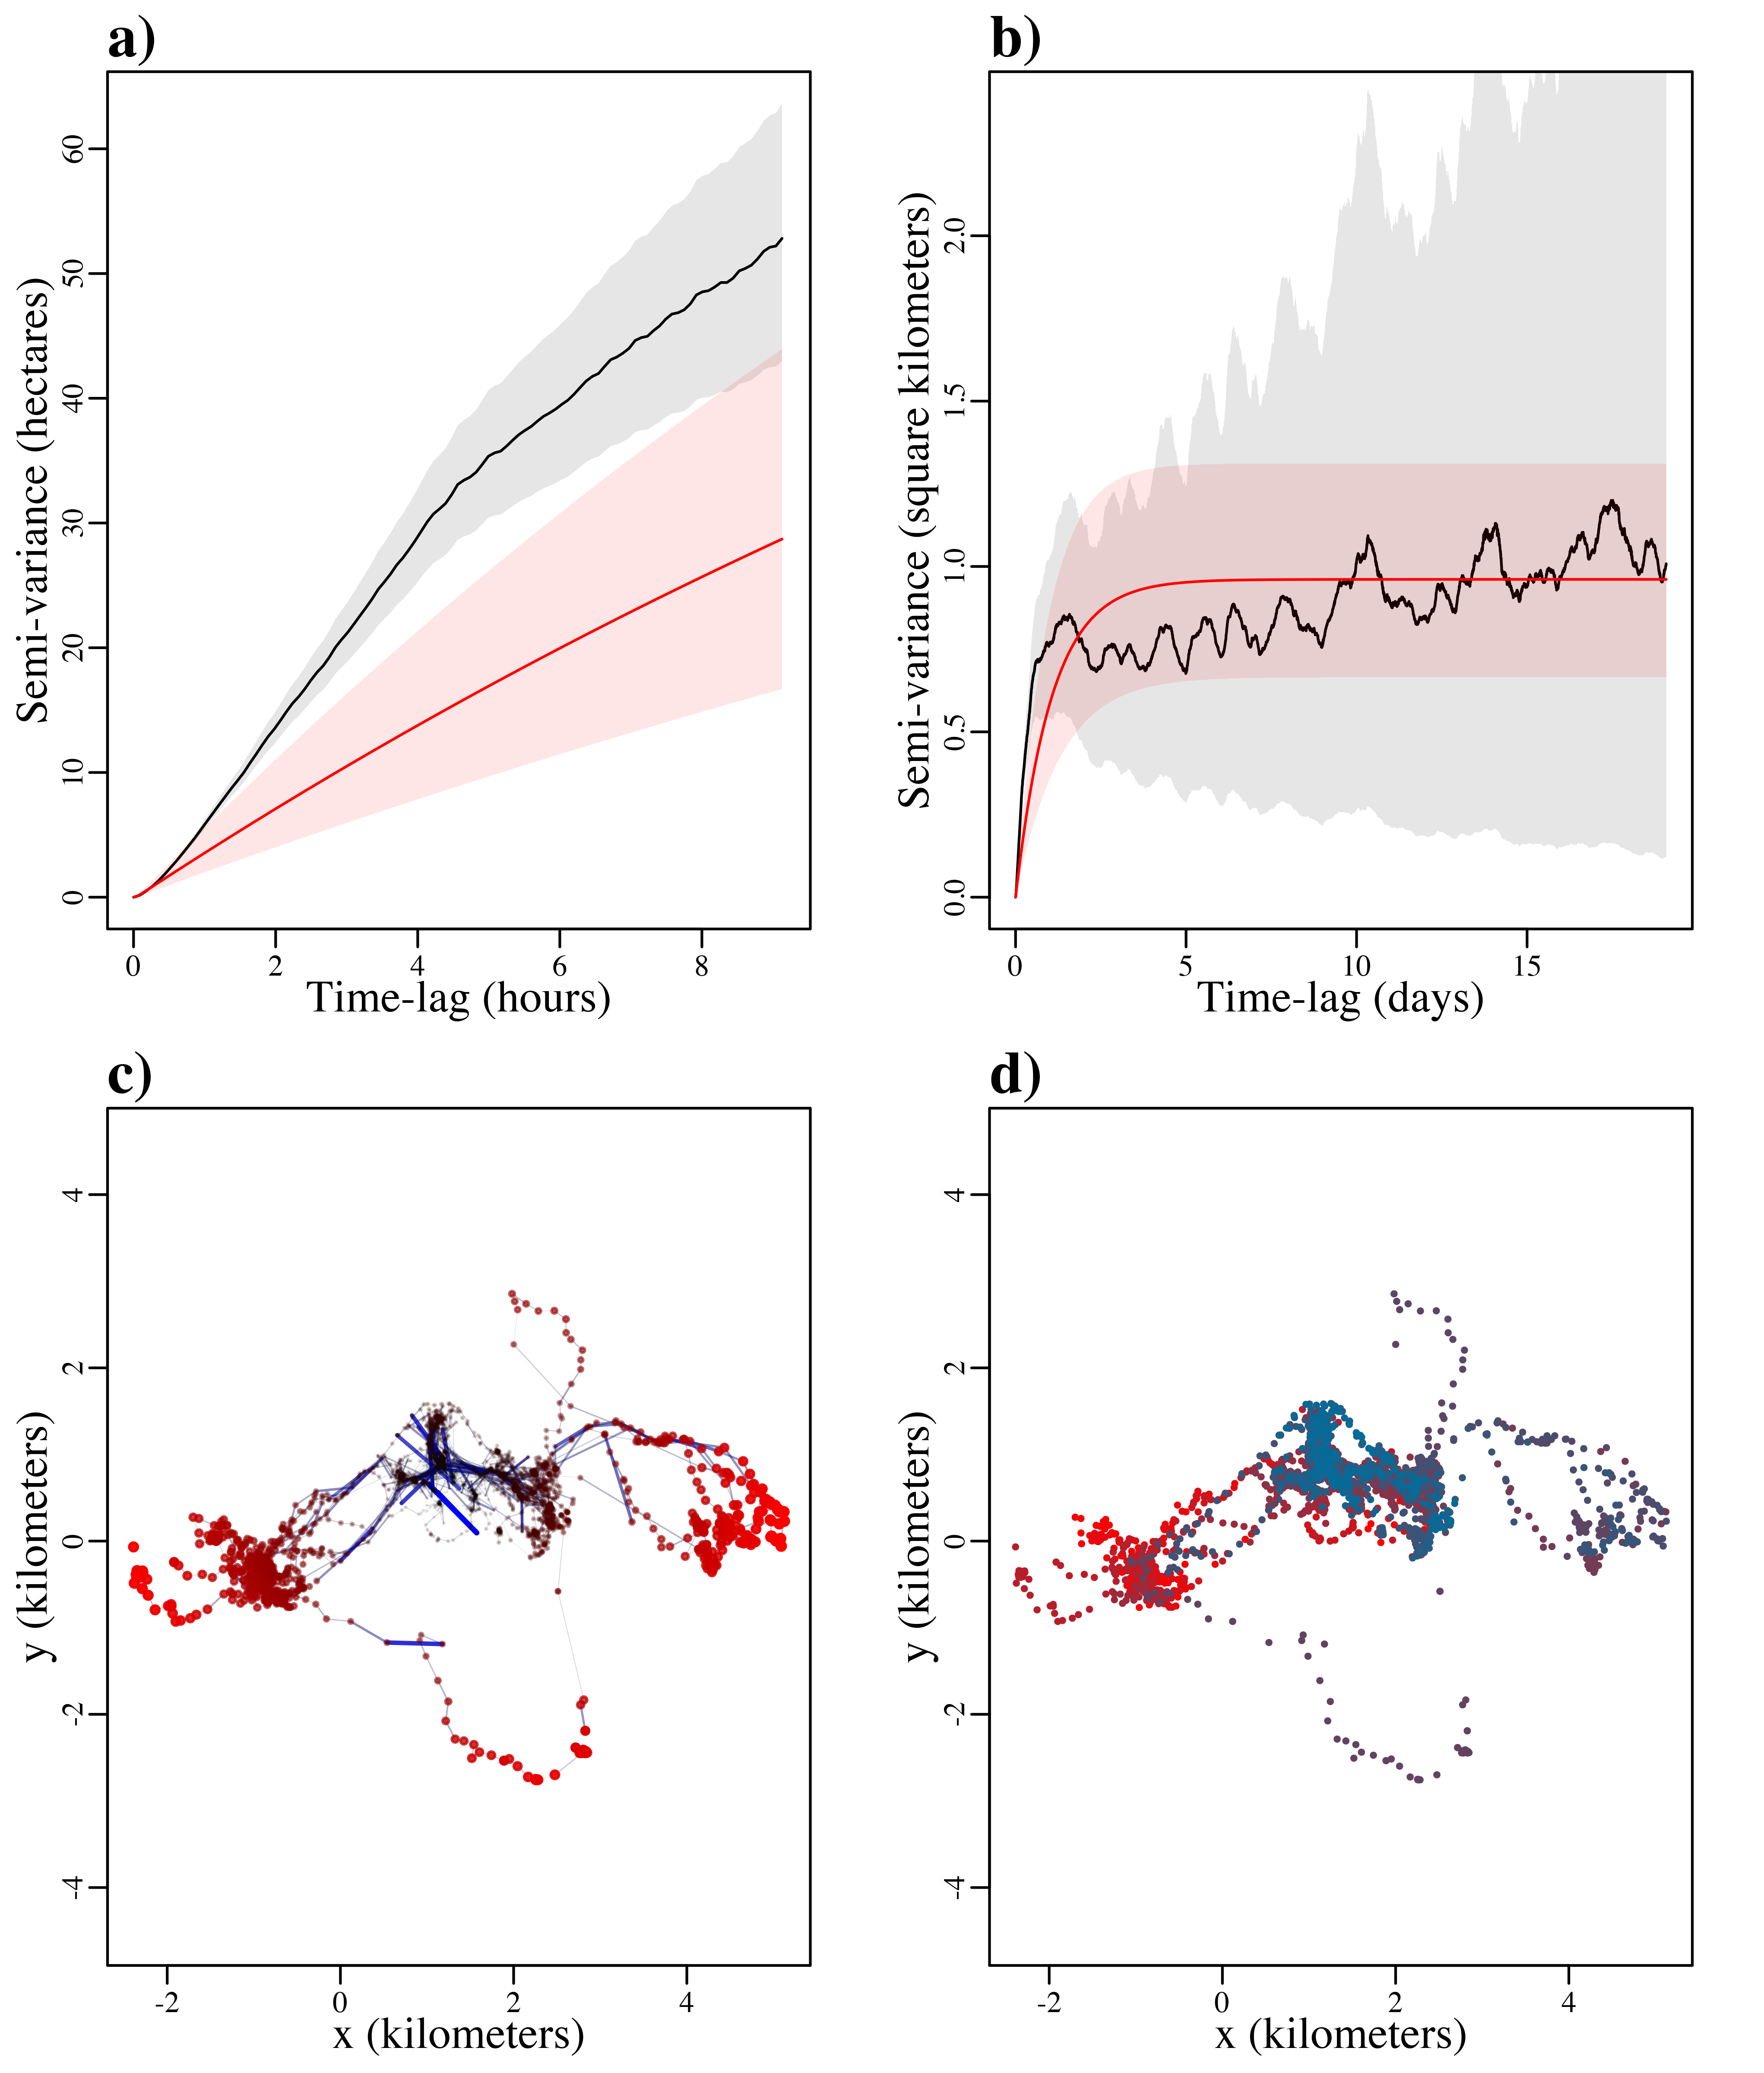 a)
Semi-variance (hectares)
0 10 20 30 40 50 60
0 2 4 6 8
Time-lag (hours)
b)
Semi-variance (square kilometers)
0.0 0.5 1.0 1.5 2.0
0 5 10 15
Time-lag (days)
c)
y (kilometers)
-4 -2 0 2 4
-2 0 2 4
x (kilometers)
d)
y (kilometers)
-4 -2 0 2 4
-2 0 2 4
x (kilometers)